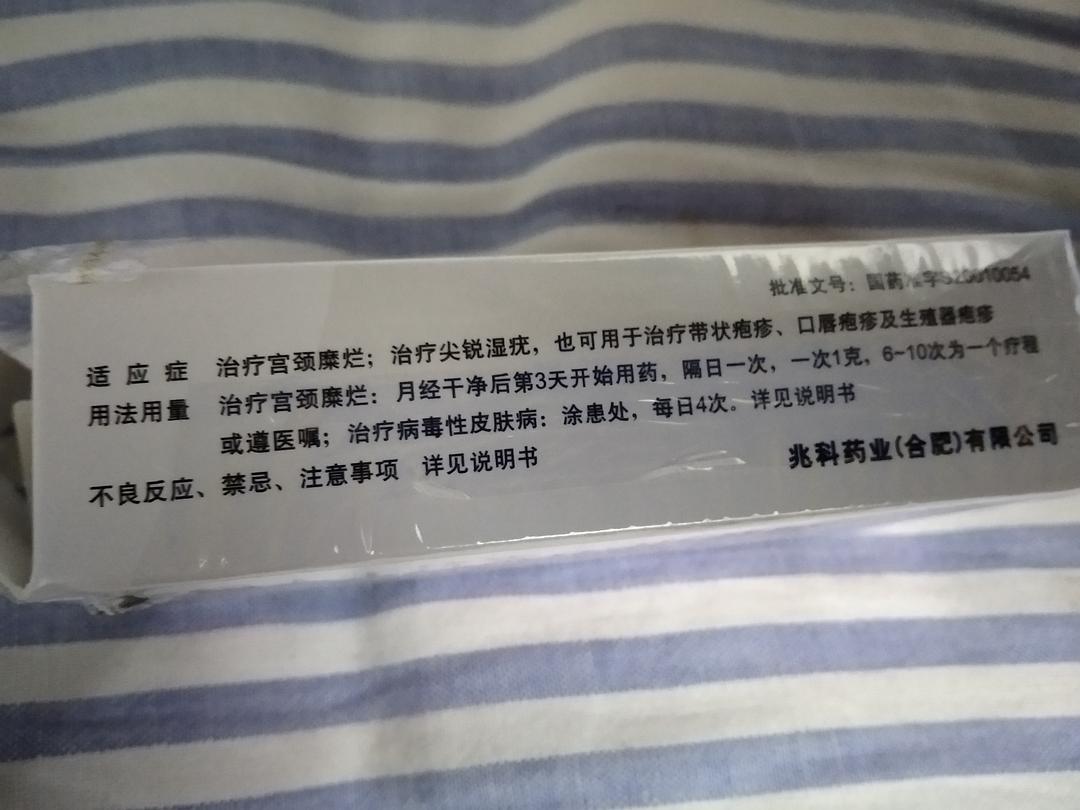 批准文号：国药准字S20010054
适应症 治疗宫颈糜烂；治疗尖锐湿疣，也可用于治疗带状疱疹、口唇疱疹及生殖器疱疹
用法用量 治疗宫颈糜烂：月经干净后第3天开始用药，隔日一次，一次1克，6-10次为一个疗程
或遵医嘱；治疗病毒性皮肤病：涂患处，每日4次。详见说明书
不良反应、禁忌、注意事项 详见说明书
兆科药业(合肥)有限公司